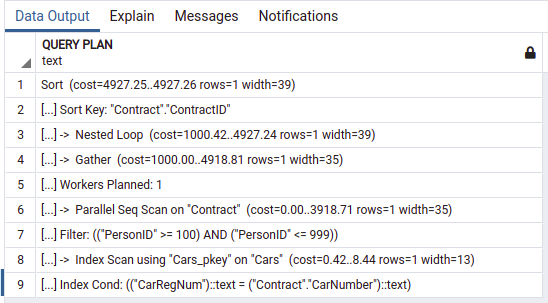 Data Output Explain Messages Notifications
QUERY PLAN
text
1 Sort (cost=4927.25..4927.26 rows=1 width=39)
2 [...] Sort Key: "Contract"."ContractID"
3 [...] -> Nested Loop (cost=1000.42..4927.24 rows=1 width=39)
4 [...] -> Gather (cost=1000.00..4918.81 rows=1 width=35)
5 [...] Workers Planned: 1
6 [...] -> Parallel Seq Scan on "Contract" (cost=0.00..3918.71 rows=1 width=35)
7 [...] Filter: (("PersonID" >= 100) AND ("PersonID" <= 999))
8 [...] -> Index Scan using "Cars_pkey" on "Cars" (cost=0.42..8.44 rows=1 width=13)
9 [...] Index Cond: (("CarRegNum")::text = ("Contract"."CarNumber")::text)